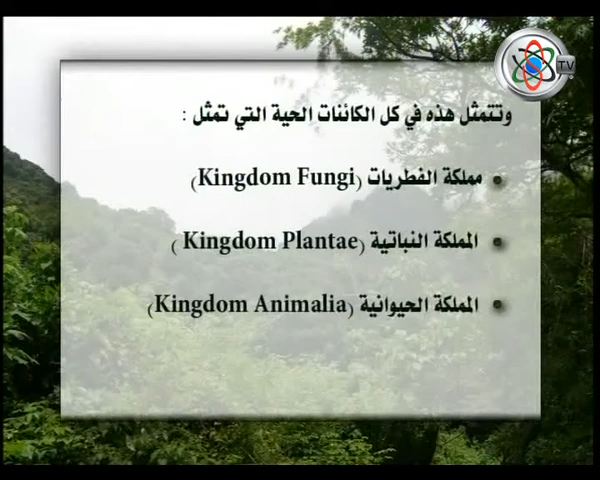 TV
وتتمثل هذه في كل الكائنات الحية التي تمثل :
• مملكة الفطريات (Kingdom Fungi)
• المملكة النباتية (Kingdom Plantae )
• المملكة الحيوانية (Kingdom Animalia)